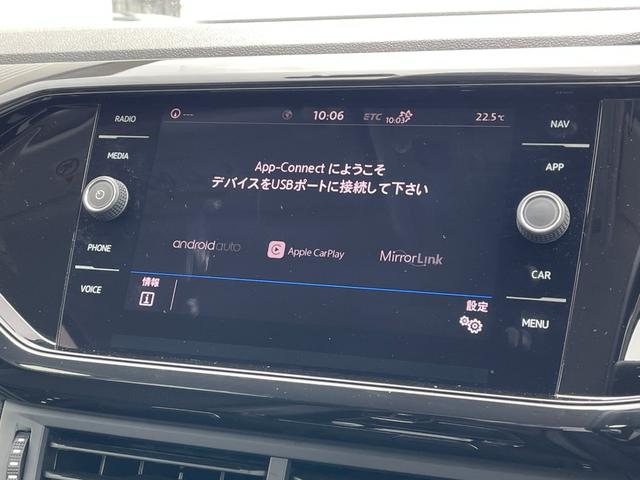 RADIO
MEDIA
PHONE
VOICE
---
10:06
ETC
10:03
22.5℃
App-Connect にようこそ
デバイスをUSBポートに接続して下さい
androidauto
Apple CarPlay
MirrorLink
情報
設定
NAV
APP
CAR
MENU